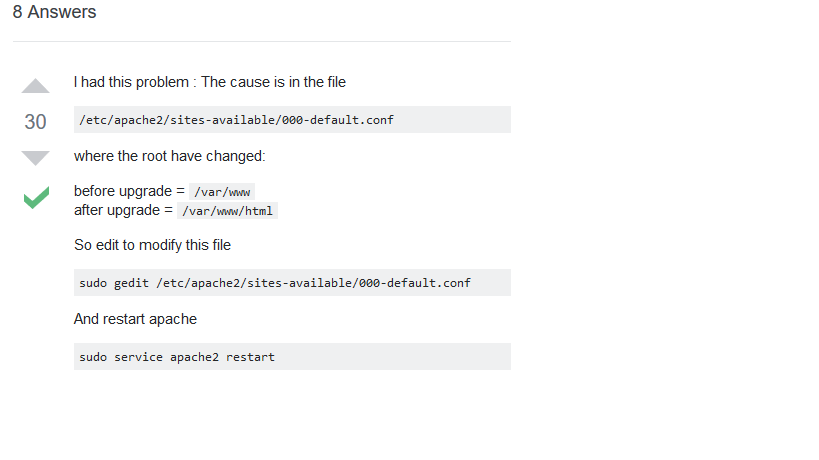 8 Answers
I had this problem : The cause is in the file
/etc/apache2/sites-available/000-default.conf
30
where the root have changed:
before upgrade = /var/www
after upgrade = /var/www/html
So edit to modify this file
sudo gedit /etc/apache2/sites-available/000-default.conf
And restart apache
sudo service apache2 restart